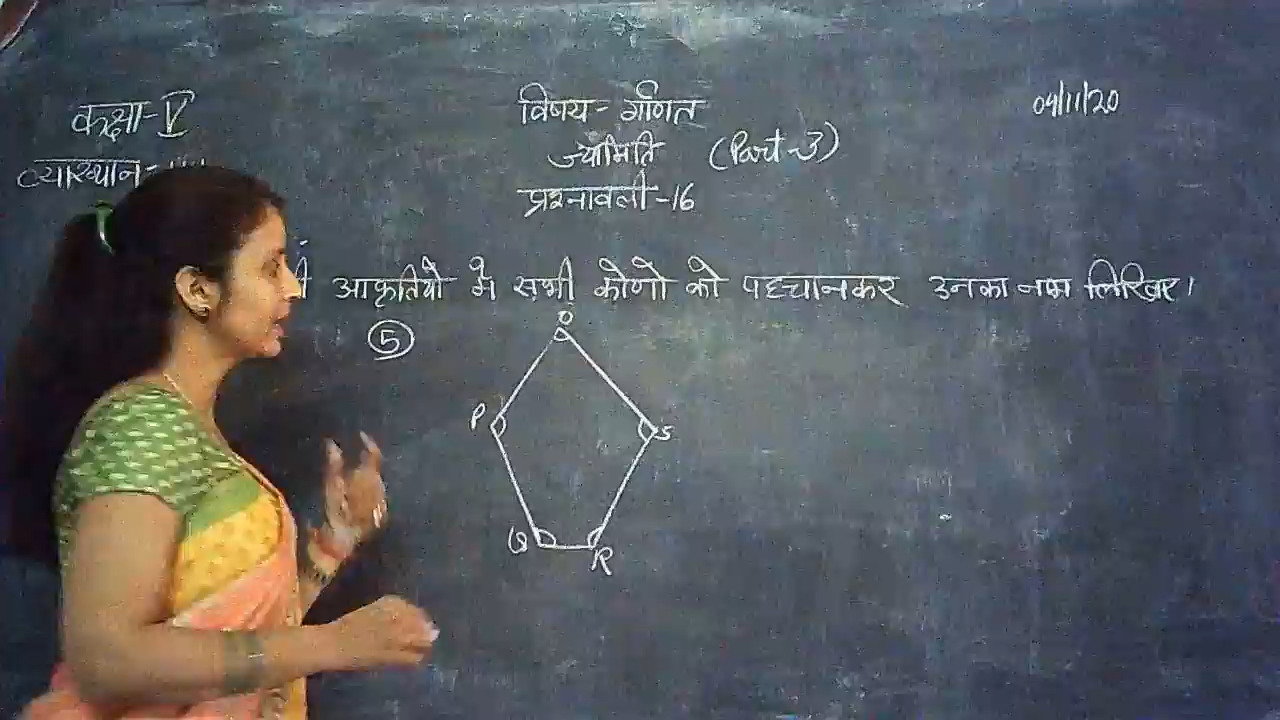 कक्षा-V
विषय- गणित
04/11/20
व्याख्यान-
ज्यामिति (Part-3)
प्रश्नावली-16
आकृतियो मे सभी कोणो को पहचानकर उनका नाम लिखिए।
5
O
P
S
Q
R